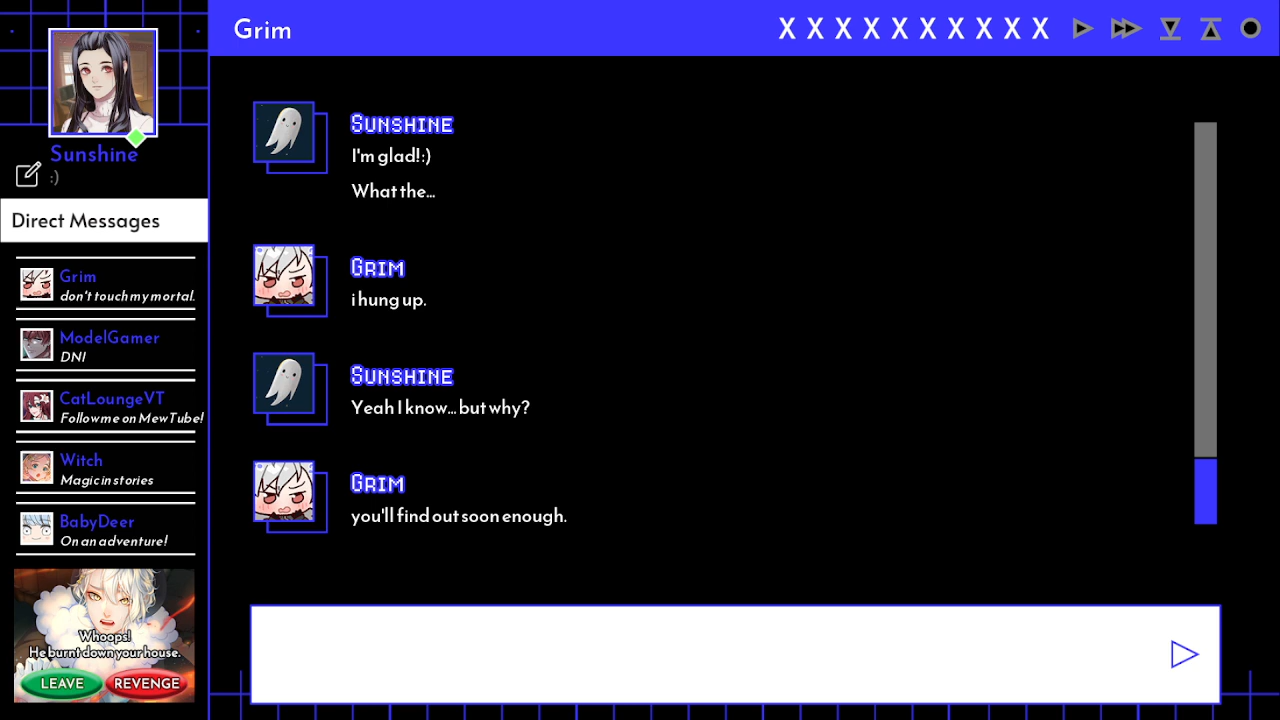 Grim
X X X X X X X X X X
Sunshine
:)
Direct Messages
Grim
don't touch my mortal.
ModelGamer
DNI
CatLoungeVT
Follow me on MewTube!
Witch
Magic in stories
BabyDeer
On an adventure!
Whoops!
He burnt down your house.
LEAVE
REVENGE
Sunshine
I'm glad! :)
What the...
Grim
i hung up.
Sunshine
Yeah I know... but why?
Grim
you'll find out soon enough.